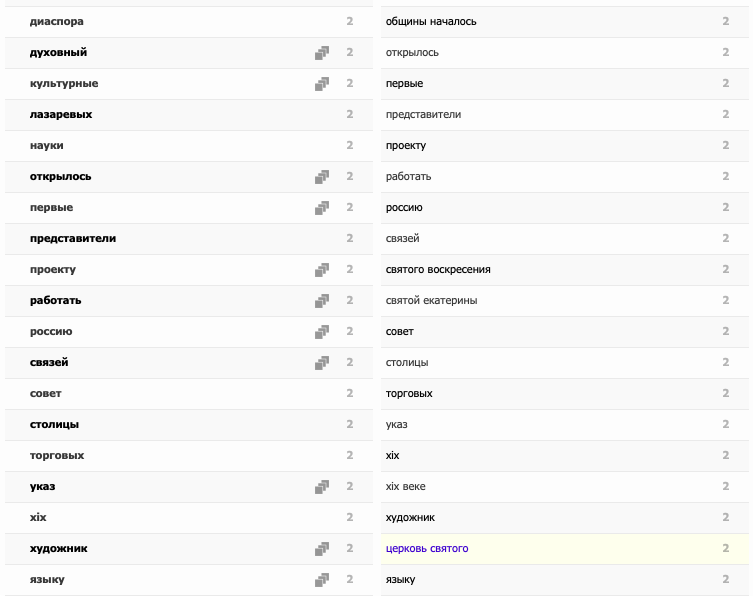 диаспора 2
духовный 2
культурные 2
лазаревых 2
науки 2
открылось 2
первые 2
представители 2
проекту 2
работать 2
россию 2
связей 2
совет 2
столицы 2
торговых 2
указ 2
xix 2
художник 2
языку 2
общины началось 2
открылось 2
первые 2
представители 2
проекту 2
работать 2
россию 2
связей 2
святого воскресения 2
святой екатерины 2
совет 2
столицы 2
торговых 2
указ 2
xix 2
xix веке 2
художник 2
церковь святого 2
языку 2